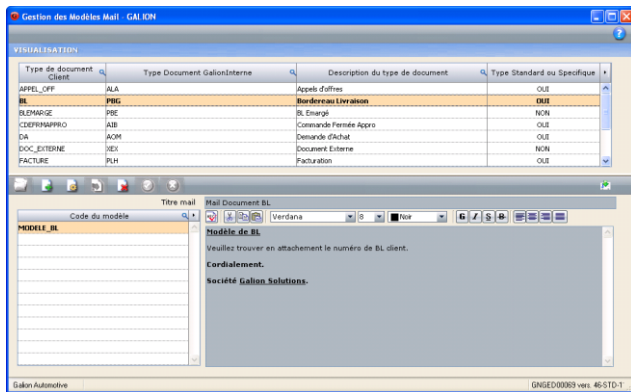 Gestion des Modèles Mail - GALION
VISUALISATION
Type de document Client
Type Document GalionInterne
Description du type de document
Type Standard ou Specifique
APPEL_OFF ALA Appels d'offres OUI
BL PBG Bordereau Livraison OUI
BLEMARGE PBE BL Emargé NON
CDEFRMAPPRO AIB Commande Fermée Appro OUI
DA AOM Demande d'Achat OUI
DOC_EXTERNE XEX Document Externe NON
FACTURE PLH Facturation OUI
Titre mail Mail Document BL
Code du modèle
Verdana 8 Noir G I S B
MODELE_BL
Modèle de BL
Veuillez trouver en attachement le numéro de BL client.
Cordialement.
Société Galion Solutions.
Galion Automotive GNGED00069 vers. 46-STD-1